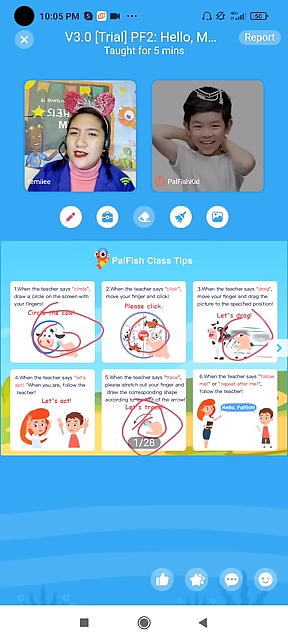 10:05 PM
50
V3.0 [Trial] PF2: Hello, M...
Taught for 5 mins
Report
PalFishKid
PalFish Class Tips
1.When the teacher says "circle", draw a circle on the screen with your fingers!
Circle the cow!
2.When the teacher says "click", move your finger and click!
Please click.
3.When the teacher says "drag", move your finger and drag the picture to the specified position!
Let's drag!
4.When the teacher says "let's act! "When you are, follow the teacher!
Let's act!
5.When the teacher says "trace", please stretch out your finger and draw the corresponding shape according to the size of the arrow!
Let's trace!
1/28
6.When the teacher says "follow me!" or "repeat after me!", follow the teacher!
Hello, Palfish!